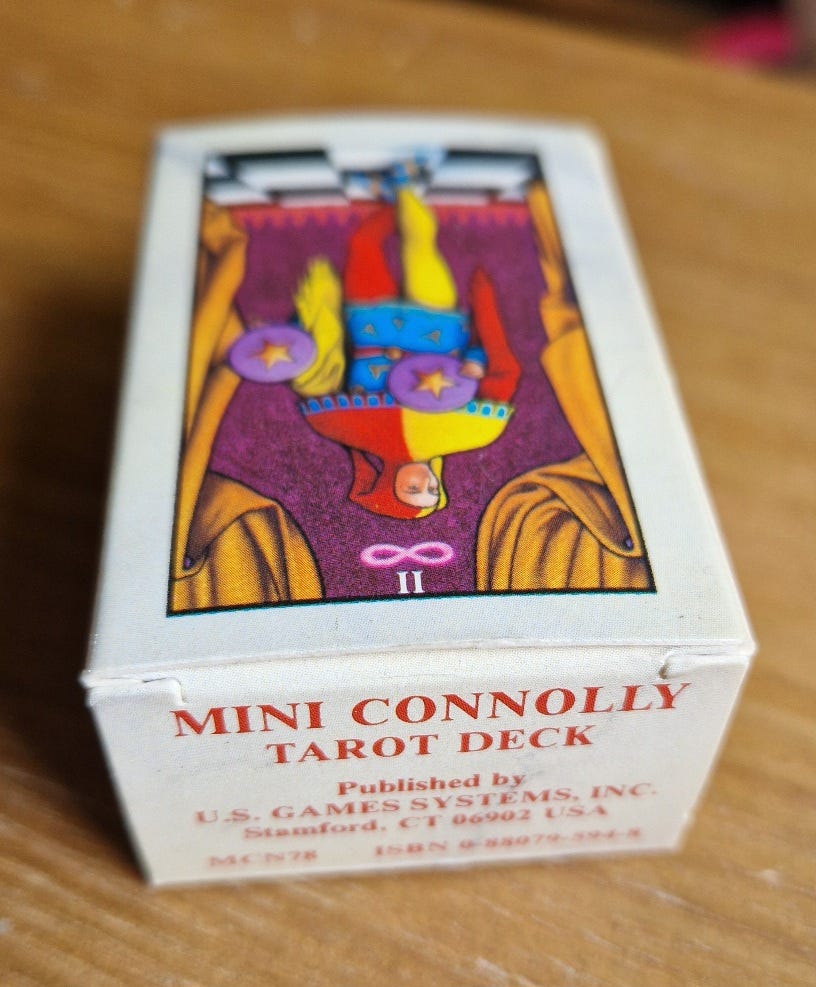 II
MINI CONNOLLY
TAROT DECK
Published by
U.S. GAMES SYSTEMS, INC.
Stamford, CT 06902 USA
MCN78 ISBN